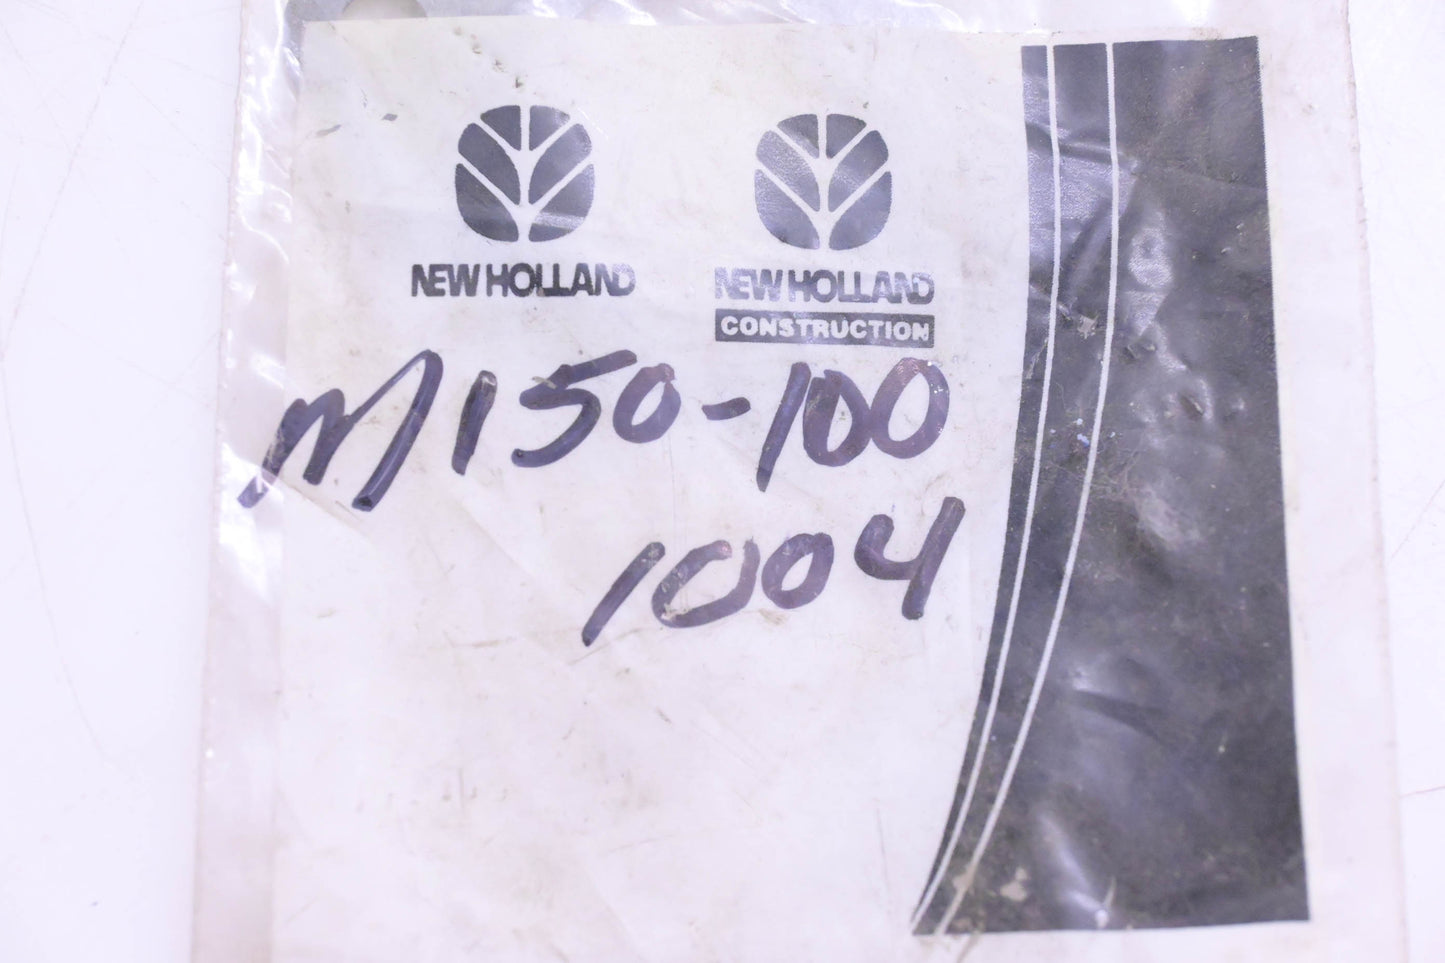 NEW HOLLAND
NEW HOLLAND
CONSTRUCTION
M150-100
1004